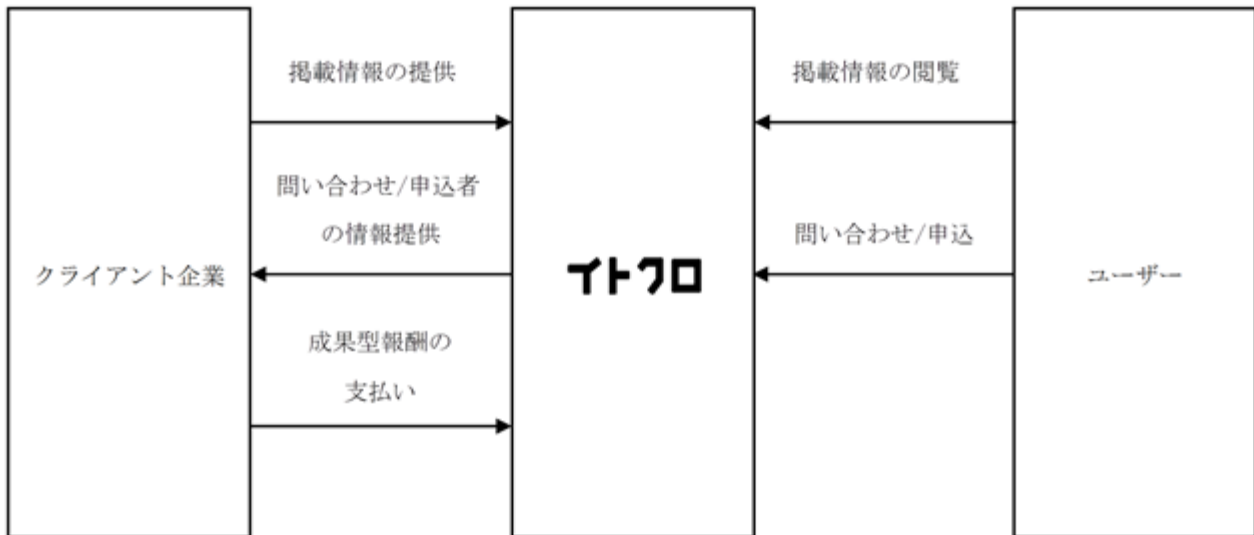 掲載情報の提供
掲載情報の閲覧
問い合わせ/申込者
の情報提供
問い合わせ/申込
クライアント企業
イトクロ
ユーザー
成果型報酬の
支払い